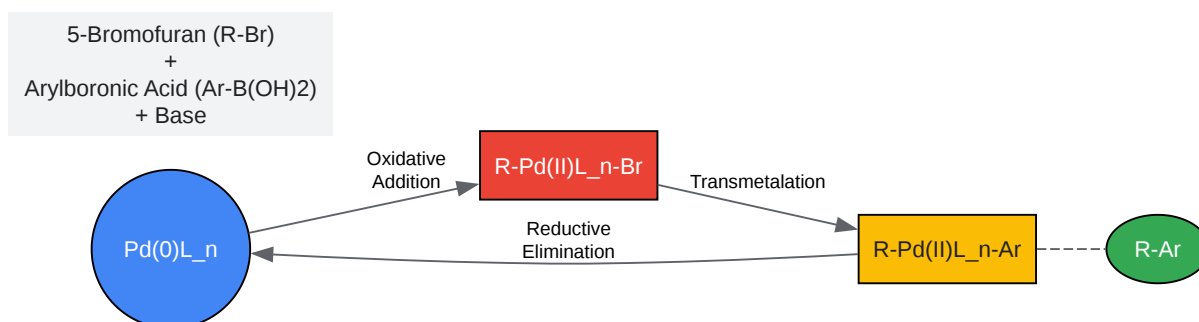 5-Bromofuran (R-Br)
+
Arylboronic Acid (Ar-B(OH)2)
+ Base
Oxidative
Addition
R-Pd(II)L_n-Br
Transmetalation
Pd(0)L_n
Reductive
Elimination
R-Pd(II)L_n-Ar
R-Ar